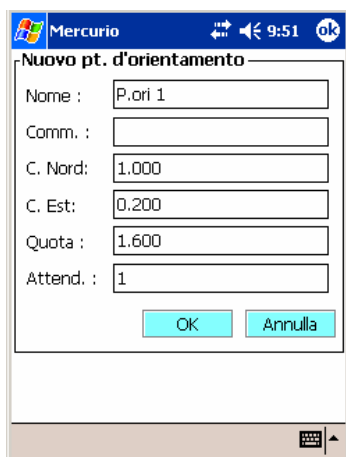 Mercurio 9:51 ok
Nuovo pt. d'orientamento
Nome : P.ori 1
Comm. :
C. Nord: 1.000
C. Est: 0.200
Quota : 1.600
Attend. : 1
OK Annulla